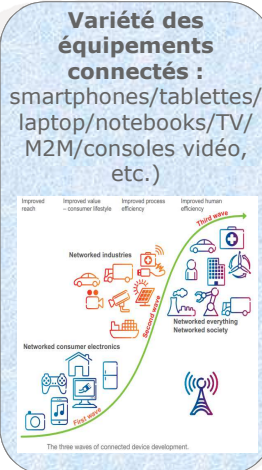 Variété des
équipements
connectés :
smartphones/tablettes/
laptop/notebooks/TV/
M2M/consoles vidéo,
etc.)
Improved reach
Improved value – consumer lifestyle
Improved process efficiency
Improved human efficiency
Third wave
Networked industries
Second wave
Networked everything
Networked society
Networked consumer electronics
First wave
The three waves of connected device development.